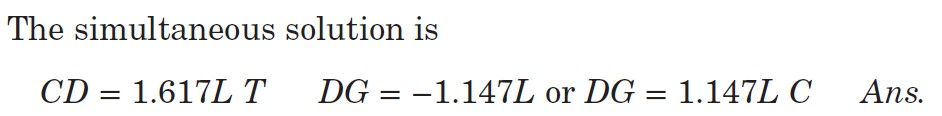 The simultaneous solution is
CD = 1.617L T DG = −1.147L or DG = 1.147L C Ans.